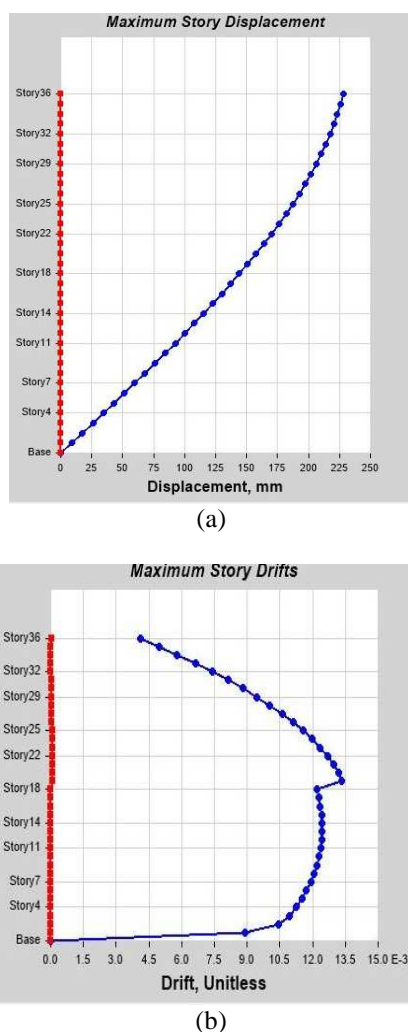 Maximum Story Displacement
Story36
Story32
Story29
Story25
Story22
Story18
Story14
Story11
Story7
Story4
Base
0 25 50 75 100 125 150 175 200 225 250
Displacement, mm
(a)
Maximum Story Drifts
Story36
Story32
Story29
Story25
Story22
Story18
Story14
Story11
Story7
Story4
Base
0.0 1.5 3.0 4.5 6.0 7.5 9.0 10.5 12.0 13.5 15.0 E-3
Drift, Unitless
(b)